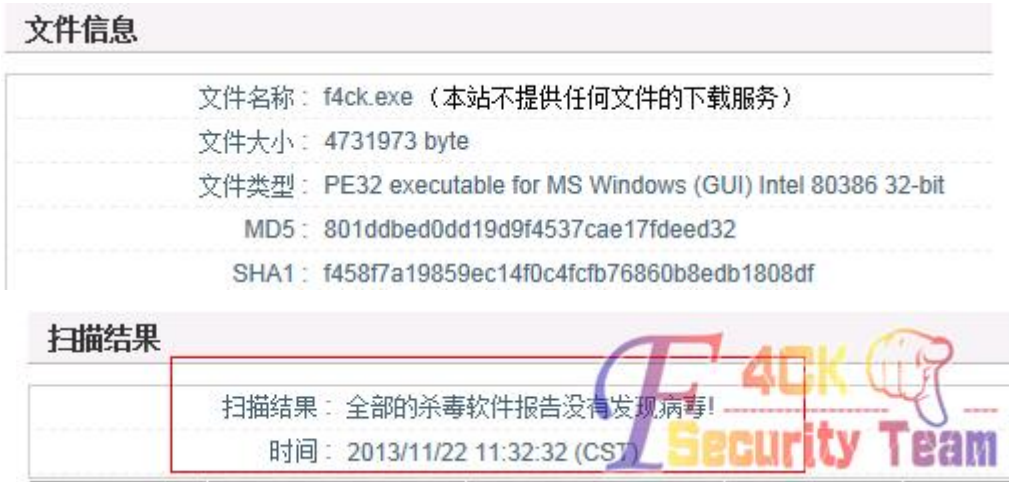 文件信息
文件名称： f4ck.exe （本站不提供任何文件的下载服务）
文件大小： 4731973 byte
文件类型： PE32 executable for MS Windows (GUI) Intel 80386 32-bit
MD5： 801ddbed0dd19d9f4537cae17fdeed32
SHA1： f458f7a19859ec14f0c4fcfb76860b8edb1808df
扫描结果
扫描结果： 全部的杀毒软件报告没有发现病毒!
时间： 2013/11/22 11:32:32 (CST)
F4CK
Security Team